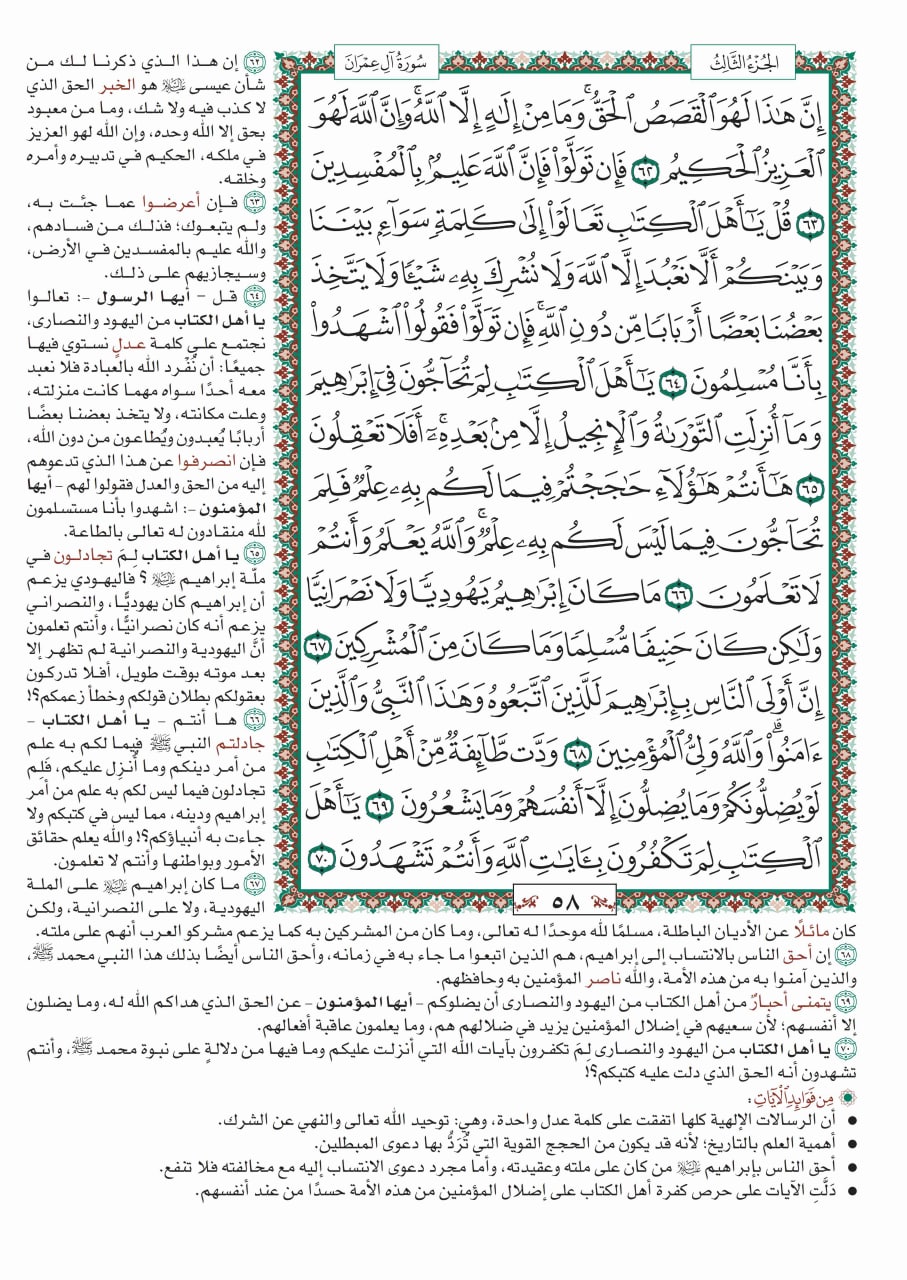 الجُزْءُ الثَّالِثُ
سُورَةُ آلِ عِمْرَانَ
إِنَّ هَٰذَا لَهُوَ ٱلْقَصَصُ ٱلْحَقُّ ۚ وَمَا مِنْ إِلَٰهٍ إِلَّا ٱللَّهُ ۚ وَإِنَّ ٱللَّهَ لَهُوَ
ٱلْعَزِيزُ ٱلْحَكِيمُ ٦٢ فَإِن تَوَلَّوْا۟ فَإِنَّ ٱللَّهَ عَلِيمٌۢ بِٱلْمُفْسِدِينَ
٦٣ قُلْ يَٰٓأَهْلَ ٱلْكِتَٰبِ تَعَالَوْا۟ إِلَىٰ كَلِمَةٍ سَوَآءٍۭ بَيْنَنَا
وَبَيْنَكُمْ أَلَّا نَعْبُدَ إِلَّا ٱللَّهَ وَلَا نُشْرِكَ بِهِۦ شَيْـًٔا وَلَا يَتَّخِذَ
بَعْضُنَا بَعْضًا أَرْبَابًا مِّن دُونِ ٱللَّهِ ۚ فَإِن تَوَلَّوْا۟ فَقُولُوا۟ ٱشْهَدُوا۟
بِأَنَّا مُسْلِمُونَ ٦٤ يَٰٓأَهْلَ ٱلْكِتَٰبِ لِمَ تُحَآجُّونَ فِىٓ إِبْرَٰهِيمَ
وَمَآ أُنزِلَتِ ٱلتَّوْرَىٰةُ وَٱلْإِنجِيلُ إِلَّا مِنۢ بَعْدِهِۦٓ ۚ أَفَلَا تَعْقِلُونَ
٦٥ هَٰٓأَنتُمْ هَٰٓؤُلَآءِ حَٰجَجْتُمْ فِيمَا لَكُم بِهِۦ عِلْمٌ فَلِمَ
تُحَآجُّونَ فِيمَا لَيْسَ لَكُم بِهِۦ عِلْمٌ ۚ وَٱللَّهُ يَعْلَمُ وَأَنتُمْ
لَا تَعْلَمُونَ ٦٦ مَا كَانَ إِبْرَٰهِيمُ يَهُودِيًّا وَلَا نَصْرَانِيًّا
وَلَٰكِن كَانَ حَنِيفًا مُّسْلِمًا وَمَا كَانَ مِنَ ٱلْمُشْرِكِينَ ٦٧
إِنَّ أَوْلَى ٱلنَّاسِ بِإِبْرَٰهِيمَ لَلَّذِينَ ٱتَّبَعُوهُ وَهَٰذَا ٱلنَّبِىُّ وَٱلَّذِينَ
ءَامَنُوا۟ ۗ وَٱللَّهُ وَلِىُّ ٱلْمُؤْمِنِينَ ٦٨ وَدَّت طَّآئِفَةٌ مِّنْ أَهْلِ ٱلْكِتَٰبِ
لَوْ يُضِلُّونَكُمْ وَمَا يُضِلُّونَ إِلَّآ أَنفُسَهُمْ وَمَا يَشْعُرُونَ ٦٩ يَٰٓأَهْلَ
ٱلْكِتَٰبِ لِمَ تَكْفُرُونَ بِـَٔايَٰتِ ٱللَّهِ وَأَنتُمْ تَشْهَدُونَ ٧٠
٥٨
٦٢ إن هذا الذي ذكرنا لك من
شأن عيسى ﵇ هو الخبر الحق الذي
لا كذب فيه ولا شك، وما من معبود
بحق إلا الله وحده، وإن الله لهو العزيز
في ملكه، الحكيم في تدبيره وأمره
وخلقه.
٦٣ فإن أعرضوا عما جئت به،
ولم يتبعوك؛ فذلك من فسادهم،
والله عليم بالمفسدين في الأرض،
وسيجازيهم على ذلك.
٦٤ قل - أيها الرسول -: تعالوا
يا أهل الكتاب من اليهود والنصارى،
نجتمع على كلمة عدلٍ نستوي فيها
جميعًا: أن نُفْرد الله بالعبادة فلا نعبد
معه أحدًا سواه مهما كانت منزلته،
وعلت مكانته، ولا يتخذ بعضنا بعضًا
أربابًا يُعبدون ويُطاعون من دون الله،
فإن انصرفوا عن هذا الذي تدعوهم
إليه من الحق والعدل فقولوا لهم - أيها
المؤمنون -: اشهدوا بأنا مستسلمون
لله منقادون له تعالى بالطاعة.
٦٥ يا أهل الكتاب لِمَ تجادلون في
ملّة إبراهيم ﵇ ؟ فاليهودي يزعم
أن إبراهيم كان يهوديًّا، والنصراني
يزعم أنه كان نصرانيًّا، وأنتم تعلمون
أنَّ اليهودية والنصرانية لم تظهر إلا
بعد موته بوقت طويل، أفلا تدركون
بعقولكم بطلان قولكم وخطأ زعمكم؟!
٦٦ ها أنتم - يا أهل الكتاب -
جادلتم النبي ﷺ فيما لكم به علم
من أمر دينكم وما أُنزِل عليكم، فَلِم
تجادلون فيما ليس لكم به علم من أمر
إبراهيم ودينه، مما ليس في كتبكم ولا
جاءت به أنبياؤكم؟! والله يعلم حقائق
الأمور وبواطنها وأنتم لا تعلمون.
٦٧ ما كان إبراهيم ﵇ على الملة
اليهودية، ولا على النصرانية، ولكن
كان مائلًا عن الأديان الباطلة، مسلمًا لله موحدًا له تعالى، وما كان من المشركين به كما يزعم مشركو العرب أنهم على ملته.
٦٨ إن أحق الناس بالانتساب إلى إبراهيم، هم الذين اتبعوا ما جاء به في زمانه، وأحق الناس أيضًا بذلك هذا النبي محمد ﷺ،
والذين آمنوا به من هذه الأمة، والله ناصر المؤمنين به وحافظهم.
٦٩ يتمنى أحبارٌ من أهل الكتاب من اليهود والنصارى أن يضلوكم - أيها المؤمنون - عن الحق الذي هداكم الله له، وما يضلون
إلا أنفسهم؛ لأن سعيهم في إضلال المؤمنين يزيد في ضلالهم هم، وما يعلمون عاقبة أفعالهم.
٧٠ يا أهل الكتاب من اليهود والنصارى لِمَ تكفرون بآيات الله التي أنزلت عليكم وما فيها من دلالةٍ على نبوة محمد ﷺ، وأنتم
تشهدون أنه الحق الذي دلت عليه كتبكم؟!
مِن فَوَائِدِ الآيَاتِ:
• أن الرسالات الإلهية كلها اتفقت على كلمة عدل واحدة، وهي: توحيد الله تعالى والنهي عن الشرك.
• أهمية العلم بالتاريخ؛ لأنه قد يكون من الحجج القوية التي تُرَدُّ بها دعوى المبطلين.
• أحق الناس بإبراهيم ﵇ من كان على ملته وعقيدته، وأما مجرد دعوى الانتساب إليه مع مخالفته فلا تنفع.
• دَلَّتِ الآيات على حرص كفرة أهل الكتاب على إضلال المؤمنين من هذه الأمة حسدًا من عند أنفسهم.